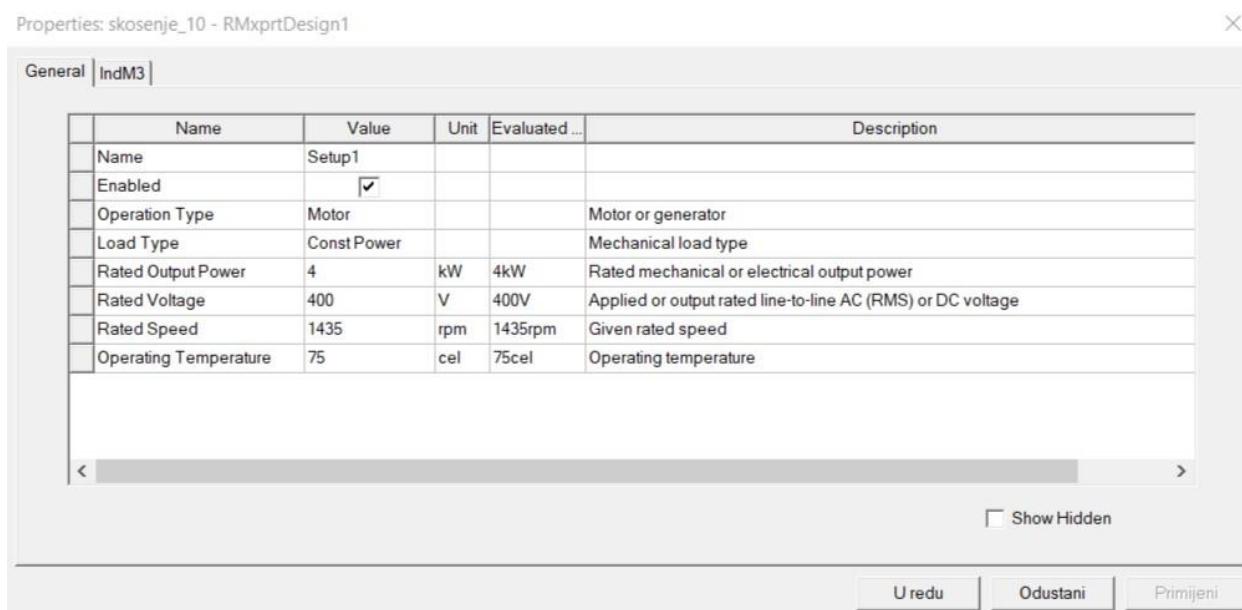 Properties: skosenje_10 - RMxprtDesign1
General IndM3
Name Value Unit Evaluated ... Description
Name Setup1
Enabled
Operation Type Motor Motor or generator
Load Type Const Power Mechanical load type
Rated Output Power 4 kW 4kW Rated mechanical or electrical output power
Rated Voltage 400 V 400V Applied or output rated line-to-line AC (RMS) or DC voltage
Rated Speed 1435 rpm 1435rpm Given rated speed
Operating Temperature 75 cel 75cel Operating temperature
Show Hidden
U redu Odustani Primijeni